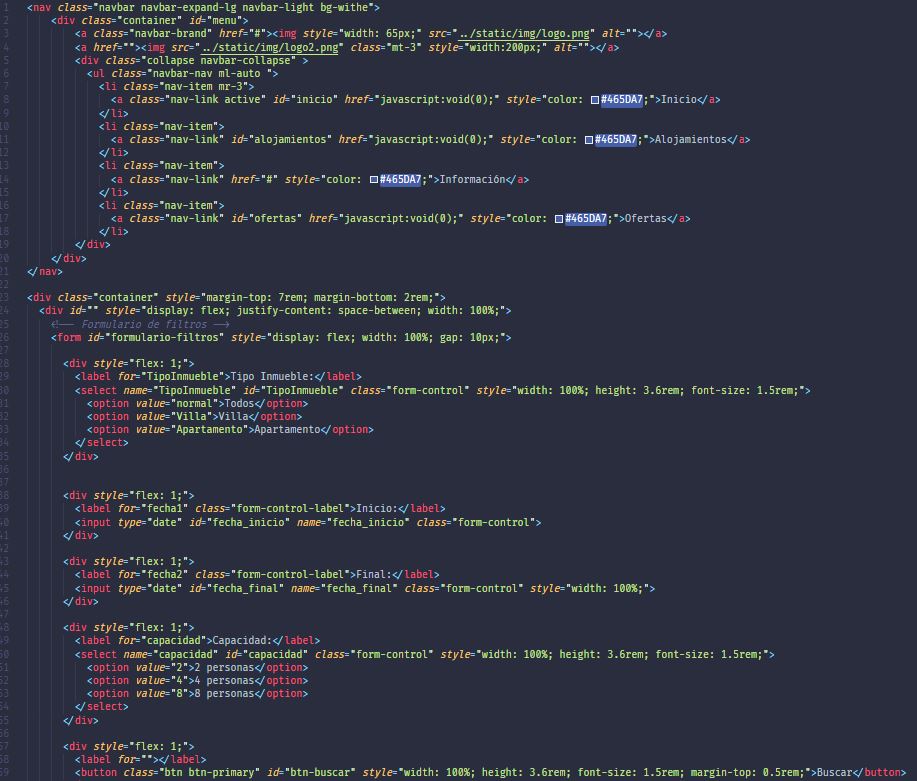 1 <nav class="navbar navbar-expand-lg navbar-light bg-withe">
2 <div class="container" id="menu">
3 <a class="navbar-brand" href="#"><img style="width: 65px;" src="../static/img/logo.png" alt=""></a>
4 <a href=""><img src="../static/img/logo2.png" class="mt-3" style="width:200px;" alt=""></a>
5 <div class="collapse navbar-collapse" >
6 <ul class="navbar-nav ml-auto ">
7 <li class="nav-item mr-3">
8 <a class="nav-link active" id="inicio" href="javascript:void(0);" style="color: #465DA7;">Inicio</a>
9 </li>
10 <li class="nav-item">
11 <a class="nav-link" id="alojamientos" href="javascript:void(0);" style="color: #465DA7;">Alojamientos</a>
12 </li>
13 <li class="nav-item">
14 <a class="nav-link" href="#" style="color: #465DA7;">Información</a>
15 </li>
16 <li class="nav-item">
17 <a class="nav-link" id="ofertas" href="javascript:void(0);" style="color: #465DA7;">Ofertas</a>
18 </li>
19 </div>
20 </div>
21 </nav>
22
23 <div class="container" style="margin-top: 7rem; margin-bottom: 2rem;">
24 <div id="" style="display: flex; justify-content: space-between; width: 100%;">
25 <!-- Formulario de filtros -->
26 <form id="formulario-filtros" style="display: flex; width: 100%; gap: 10px;">
27
28 <div style="flex: 1;">
29 <label for="TipoInmueble">Tipo Inmueble:</label>
30 <select name="TipoInmueble" id="TipoInmueble" class="form-control" style="width: 100%; height: 3.6rem; font-size: 1.5rem;">
31 <option value="normal">Todos</option>
32 <option value="Villa">Villa</option>
33 <option value="Apartamento">Apartamento</option>
34 </select>
35 </div>
36
37
38 <div style="flex: 1;">
39 <label for="fecha1" class="form-control-label">Inicio:</label>
40 <input type="date" id="fecha_inicio" name="fecha_inicio" class="form-control">
41 </div>
42
43 <div style="flex: 1;">
44 <label for="fecha2" class="form-control-label">Final:</label>
45 <input type="date" id="fecha_final" name="fecha_final" class="form-control" style="width: 100%;">
46 </div>
47
48 <div style="flex: 1;">
49 <label for="capacidad">Capacidad:</label>
50 <select name="capacidad" id="capacidad" class="form-control" style="width: 100%; height: 3.6rem; font-size: 1.5rem;">
51 <option value="2">2 personas</option>
52 <option value="4">4 personas</option>
53 <option value="8">8 personas</option>
54 </select>
55 </div>
56
57 <div style="flex: 1;">
58 <label for=""></label>
59 <button class="btn btn-primary" id="btn-buscar" style="width: 100%; height: 3.6rem; font-size: 1.5rem; margin-top: 0.5rem;">Buscar</button>